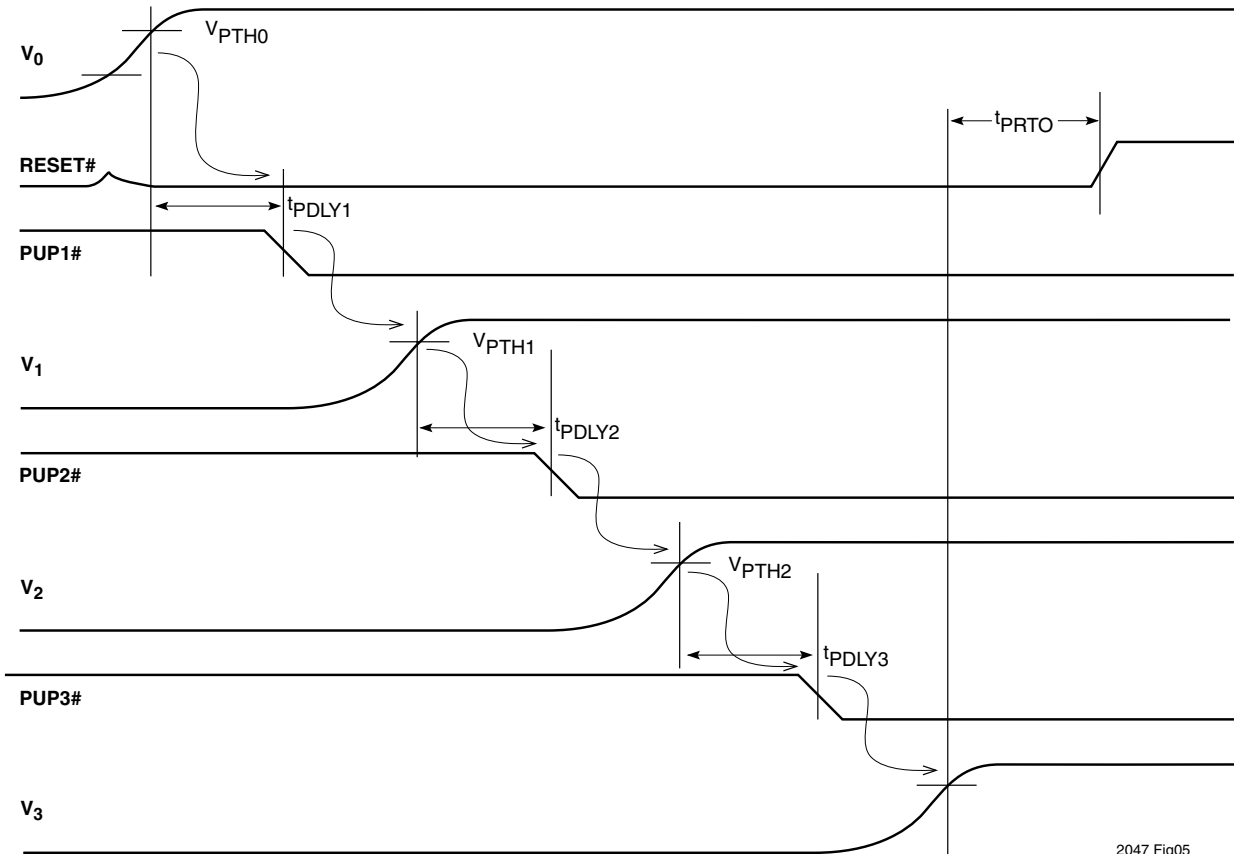 V0
VPTH0
tPRTO
RESET#
tPDLY1
PUP1#
V1
VPTH1
tPDLY2
PUP2#
V2
VPTH2
tPDLY3
PUP3#
V3
2047 Fig05